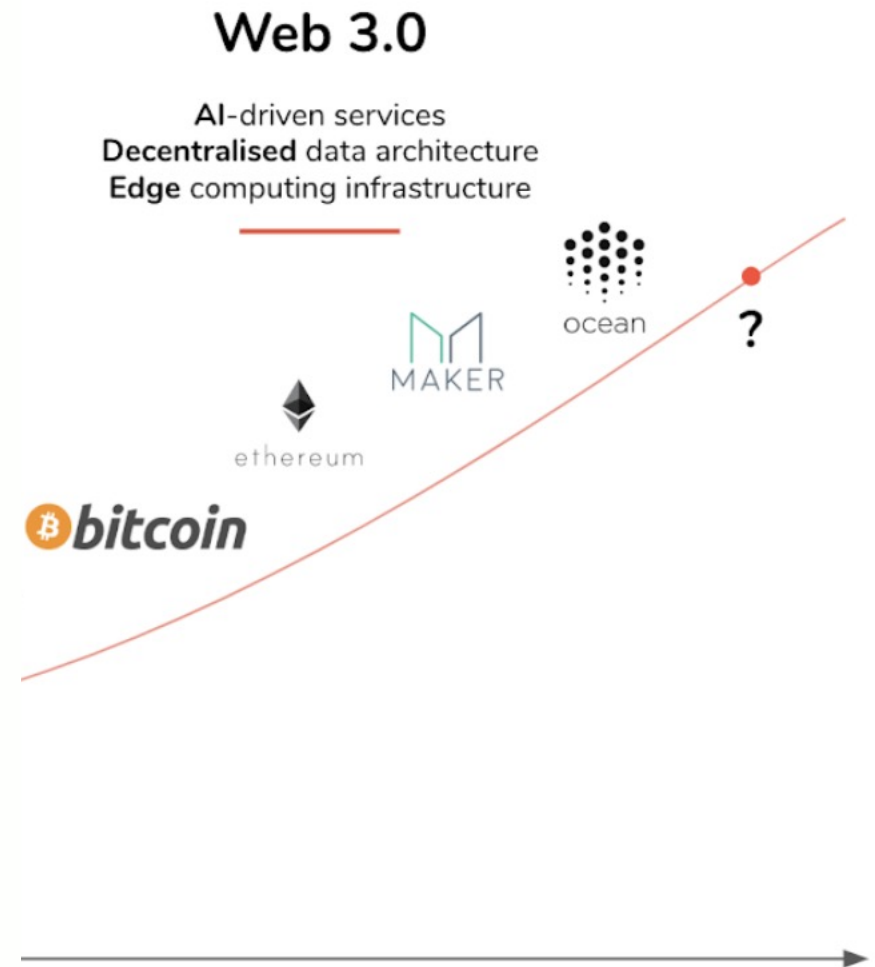 Web 3.0
AI-driven services
Decentralised data architecture
Edge computing infrastructure
ocean
?
MAKER
ethereum
bitcoin